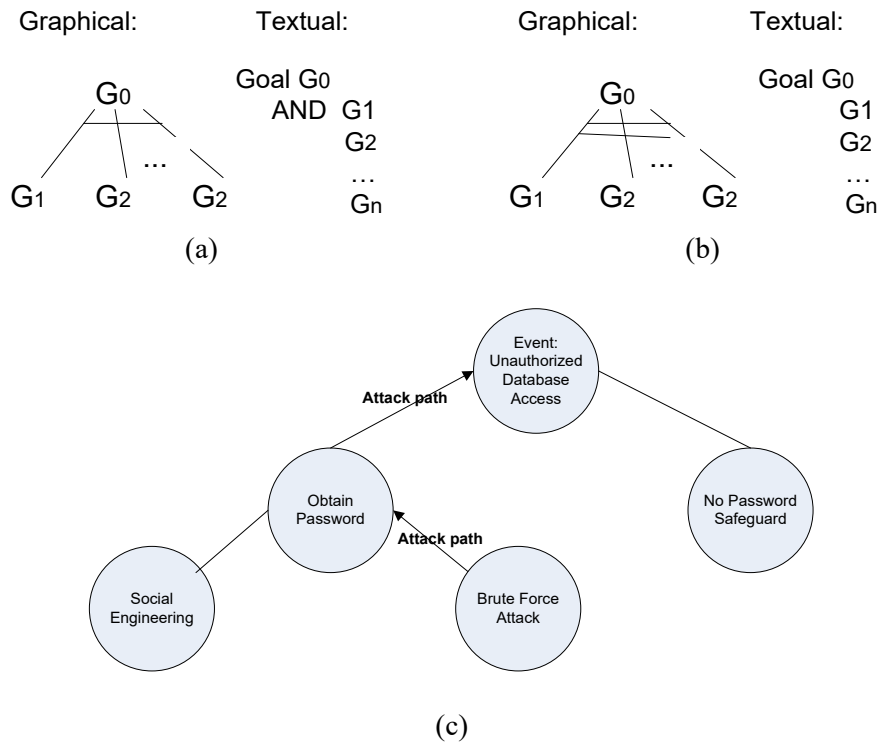 Graphical:
Textual:
G0
Goal G0
AND G1
G2
...
Gn
G1
G2
...
G2
(a)
Graphical:
Textual:
G0
Goal G0
G1
G2
...
Gn
G1
G2
...
G2
(b)
Event:
Unauthorized
Database
Access
Attack path
Obtain
Password
No Password
Safeguard
Attack path
Social
Engineering
Brute Force
Attack
(c)